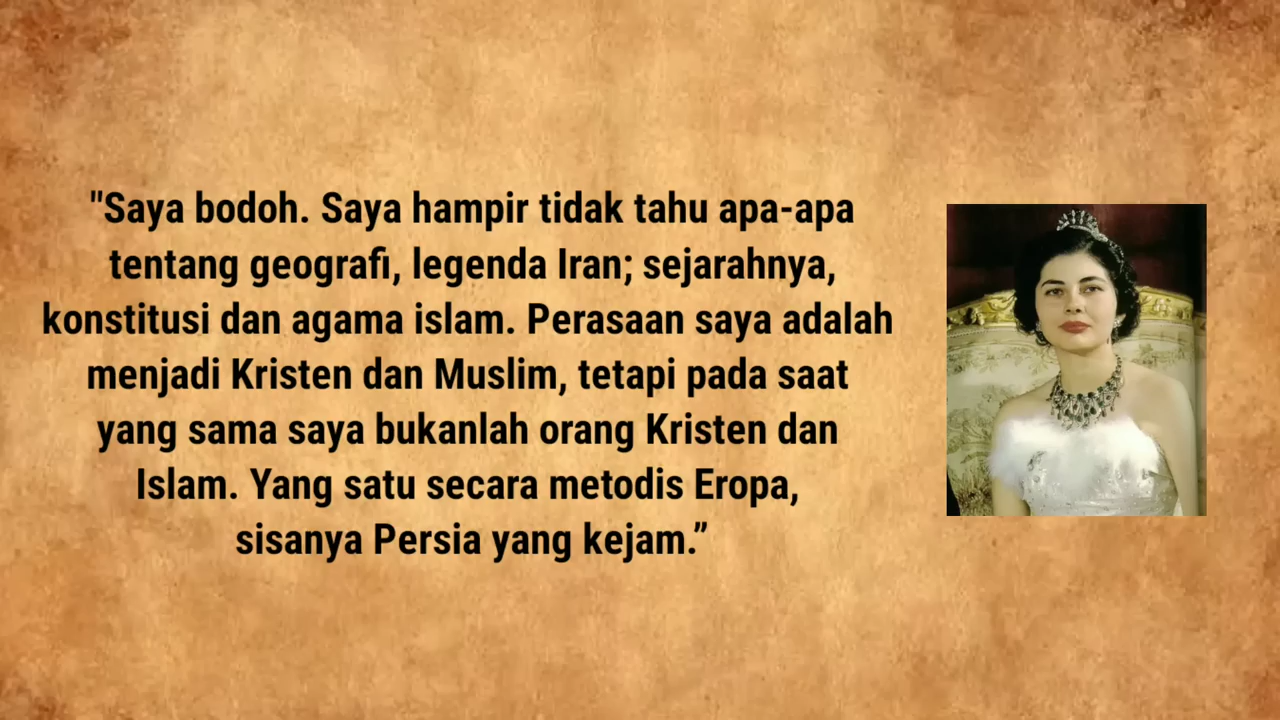 "Saya bodoh. Saya hampir tidak tahu apa-apa
tentang geografi, legenda Iran; sejarahnya,
konstitusi dan agama islam. Perasaan saya adalah
menjadi Kristen dan Muslim, tetapi pada saat
yang sama saya bukanlah orang Kristen dan
Islam. Yang satu secara metodis Eropa,
sisanya Persia yang kejam.”